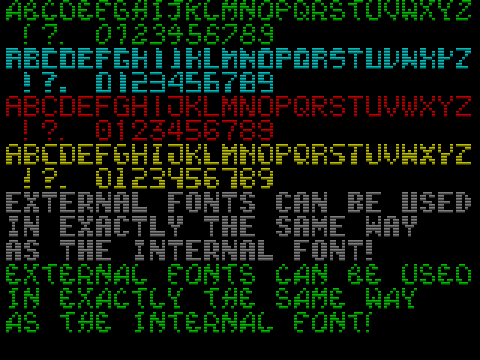 ABCDEFGHIJKLMNOPQRSTUVWXYZ
!?. 0123456789
ABCDEFGHIJKLMNOPQRSTUVWXYZ
!?. 0123456789
ABCDEFGHIJKLMNOPQRSTUVWXYZ
!?. 0123456789
ABCDEFGHIJKLMNOPQRSTUVWXYZ
!?. 0123456789
EXTERNAL FONTS CAN BE USED
IN EXACTLY THE SAME WAY
AS THE INTERNAL FONT!
EXTERNAL FONTS CAN BE USED
IN EXACTLY THE SAME WAY
AS THE INTERNAL FONT!